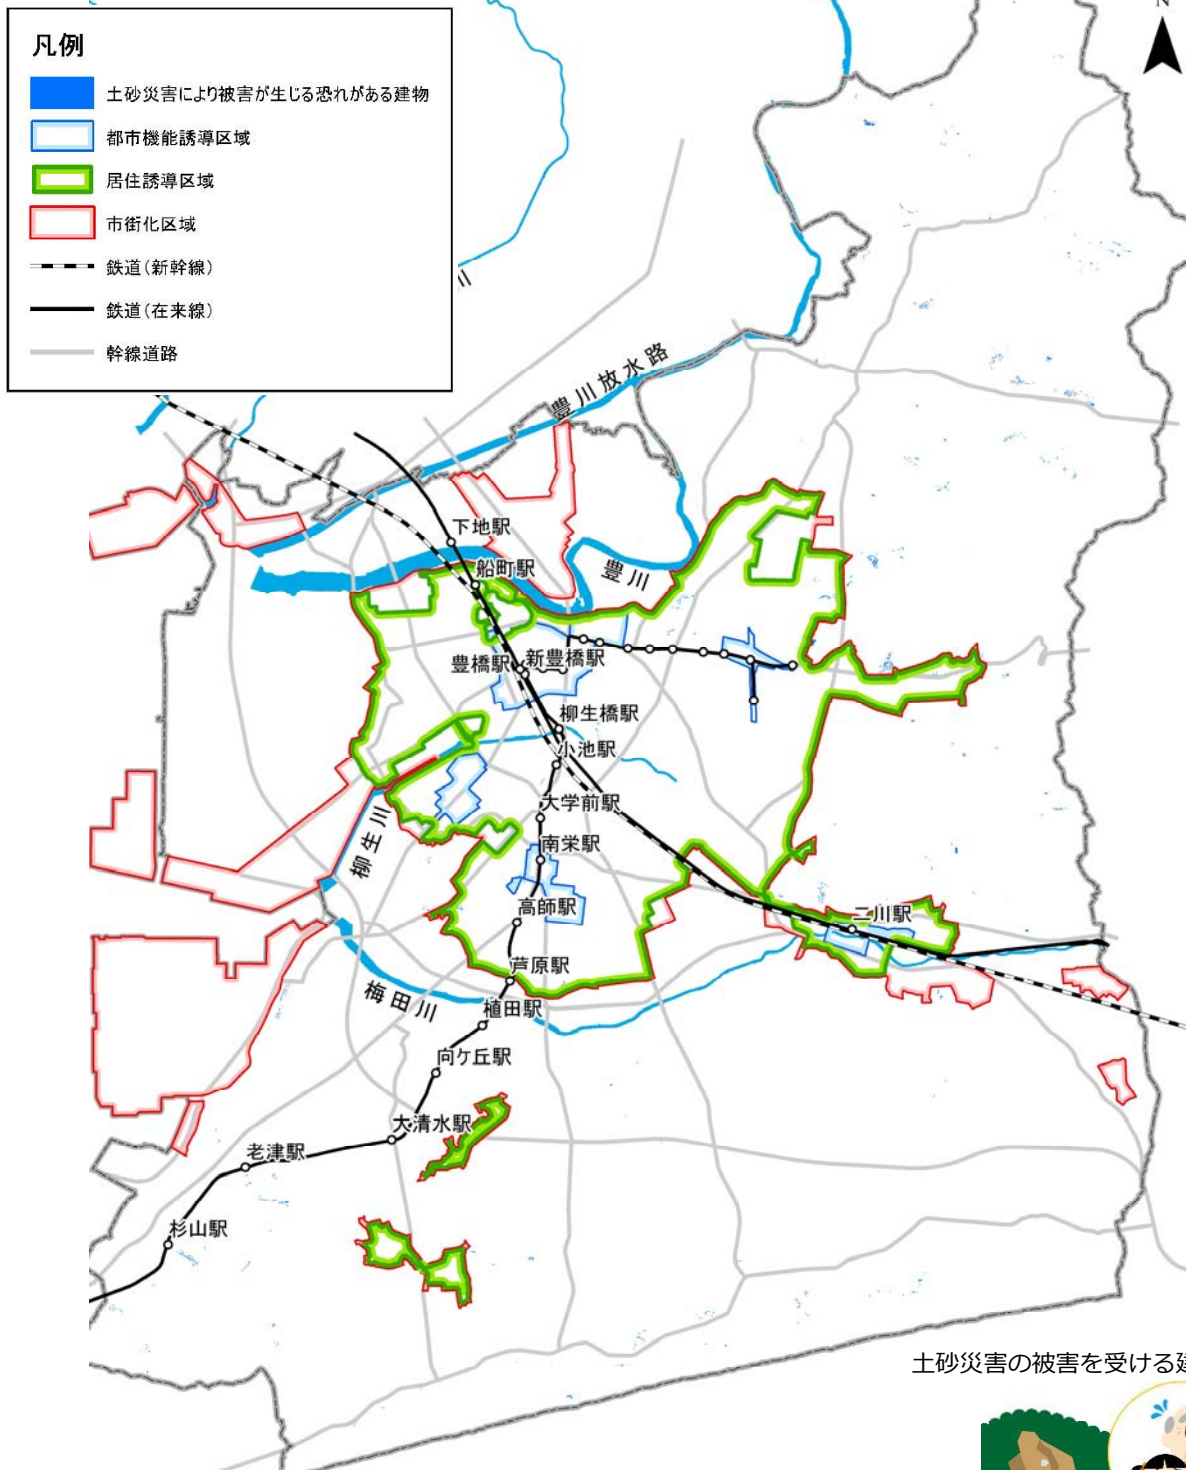 N
凡例
土砂災害により被害が生じる恐れがある建物
都市機能誘導区域
居住誘導区域
市街化区域
鉄道(新幹線)
鉄道(在来線)
幹線道路
川
豊川放水路
下地駅
船町駅
豊川
豊橋駅
新豊橋駅
柳生橋駅
小池駅
大学前駅
柳生川
南栄駅
高師駅
二川駅
芦原駅
梅田川
植田駅
向ケ丘駅
大清水駅
老津駅
杉山駅
土砂災害の被害を受ける建